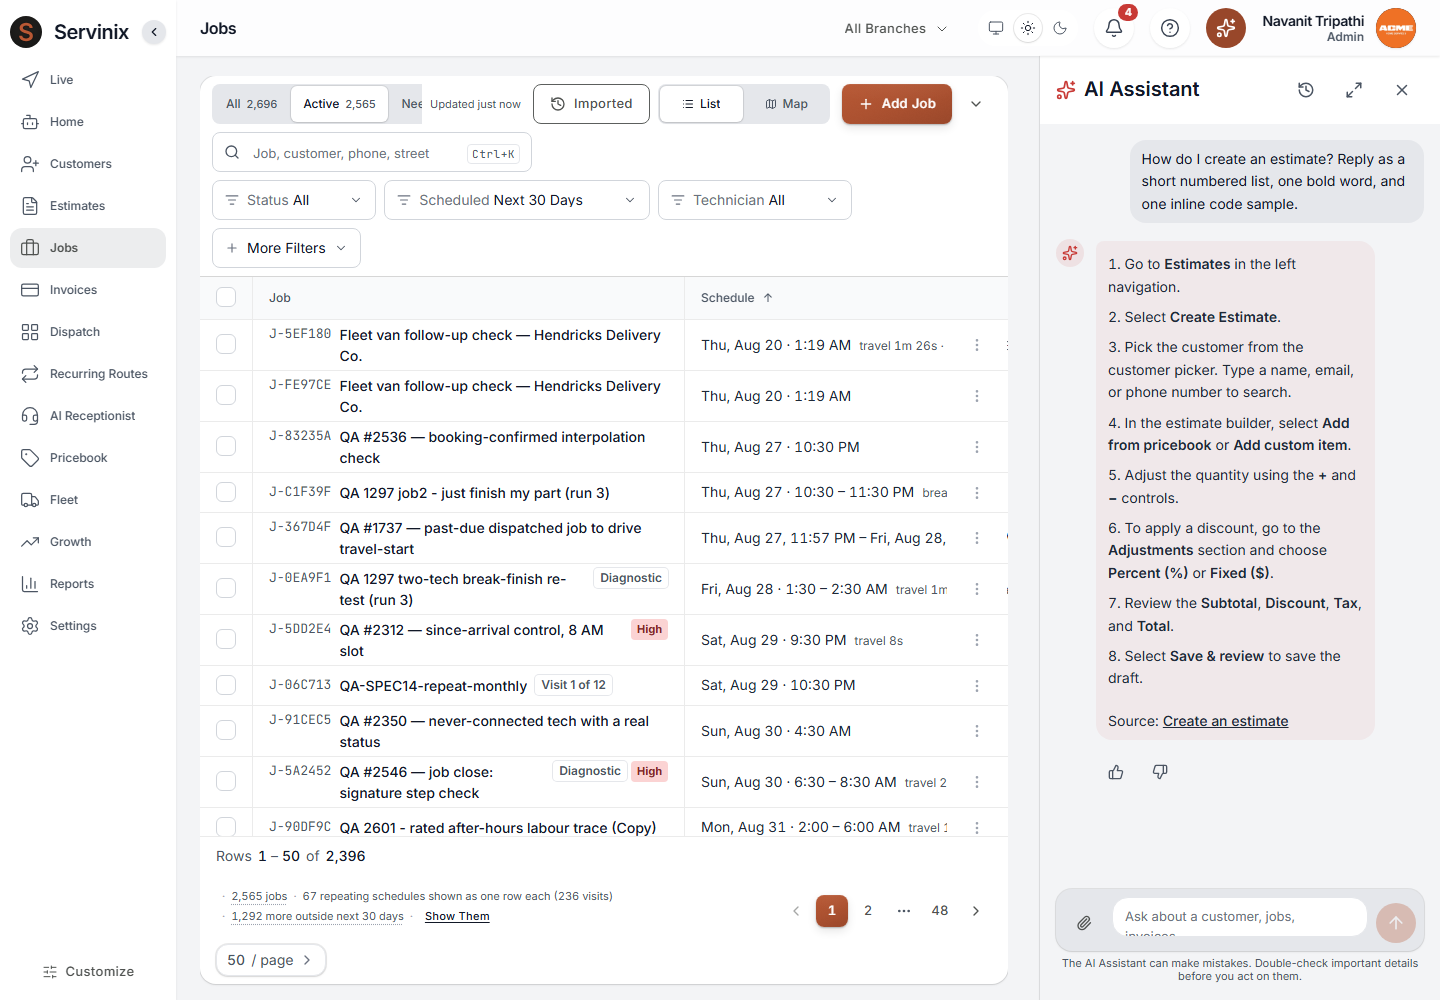 Servinix
Live
Home
Customers
Estimates
Jobs
Invoices
Dispatch
Recurring Routes
AI Receptionist
Pricebook
Fleet
Growth
Reports
Settings
Customize
Jobs
All Branches
4
Navanit Tripathi
Admin
ACME
All 2,696
Active 2,565
Updated just now
Imported
List
Map
Add Job
Job, customer, phone, street
Ctrl+K
Status All
Scheduled Next 30 Days
Technician All
More Filters
Job
Schedule
J-5EF180 Fleet van follow-up check — Hendricks Delivery
Co.
Thu, Aug 20 · 1:19 AM travel 1m 26s ·
J-FE97CE Fleet van follow-up check — Hendricks Delivery
Co.
Thu, Aug 20 · 1:19 AM
J-83235A QA #2536 — booking-confirmed interpolation
check
Thu, Aug 27 · 10:30 PM
J-C1F39F QA 1297 job2 - just finish my part (run 3)
Thu, Aug 27 · 10:30 – 11:30 PM
J-367D4F QA #1737 — past-due dispatched job to drive
travel-start
Thu, Aug 27, 11:57 PM – Fri, Aug 28,
J-0EA9F1 QA 1297 two-tech break-finish re-
test (run 3)
Diagnostic
Fri, Aug 28 · 1:30 – 2:30 AM travel 1m
J-5DD2E4 QA #2312 — since-arrival control, 8 AM
slot
High
Sat, Aug 29 · 9:30 PM travel 8s
J-06C713 QA-SPEC14-repeat-monthly Visit 1 of 12
Sat, Aug 29 · 10:30 PM
J-91CEC5 QA #2350 — never-connected tech with a real
status
Sun, Aug 30 · 4:30 AM
J-5A2452 QA #2546 — job close:
signature step check
Diagnostic High
Sun, Aug 30 · 6:30 – 8:30 AM travel 2
J-90DF9C QA 2601 - rated after-hours labour trace (Copy)
Mon, Aug 31 · 2:00 – 6:00 AM travel
Rows 1 – 50 of 2,396
· 2,565 jobs · 67 repeating schedules shown as one row each (236 visits)
· 1,292 more outside next 30 days · Show Them
1 2 ··· 48
50 / page
AI Assistant
How do I create an estimate? Reply as a
short numbered list, one bold word, and
one inline code sample.
1. Go to Estimates in the left
navigation.
2. Select Create Estimate.
3. Pick the customer from the
customer picker. Type a name, email,
or phone number to search.
4. In the estimate builder, select Add
from pricebook or Add custom item.
5. Adjust the quantity using the + and
– controls.
6. To apply a discount, go to the
Adjustments section and choose
Percent (%) or Fixed ($).
7. Review the Subtotal, Discount, Tax,
and Total.
8. Select Save & review to save the
draft.
Source: Create an estimate
Ask about a customer, jobs,
The AI Assistant can make mistakes. Double-check important details
before you act on them.